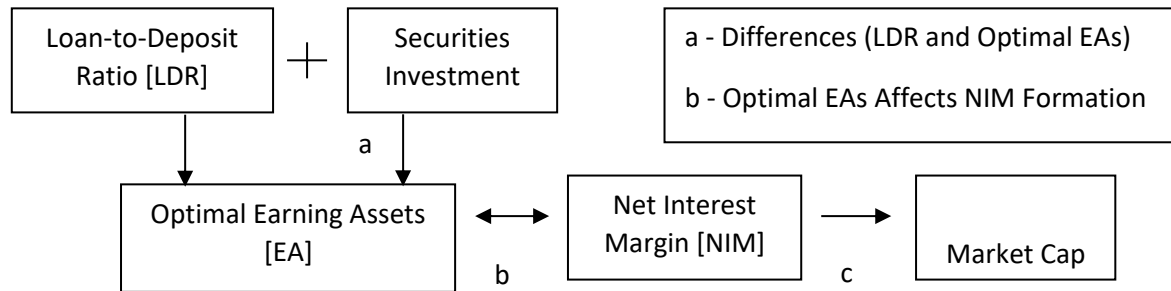 Loan-to-Deposit
Ratio [LDR]
Securities
Investment
a - Differences (LDR and Optimal EAs)
b - Optimal EAs Affects NIM Formation
a
Optimal Earning Assets
[EA]
b
Net Interest
Margin [NIM]
c
Market Cap